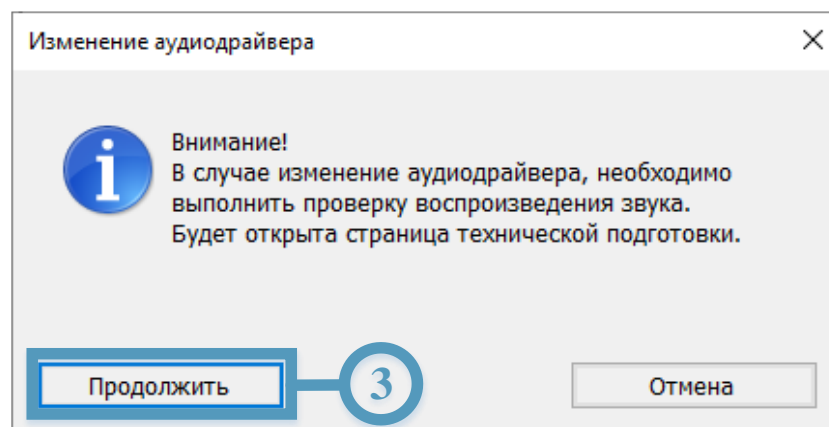 Изменение аудиодрайвера
Внимание!
В случае изменение аудиодрайвера, необходимо
выполнить проверку воспроизведения звука.
Будет открыта страница технической подготовки.
Продолжить
3
Отмена